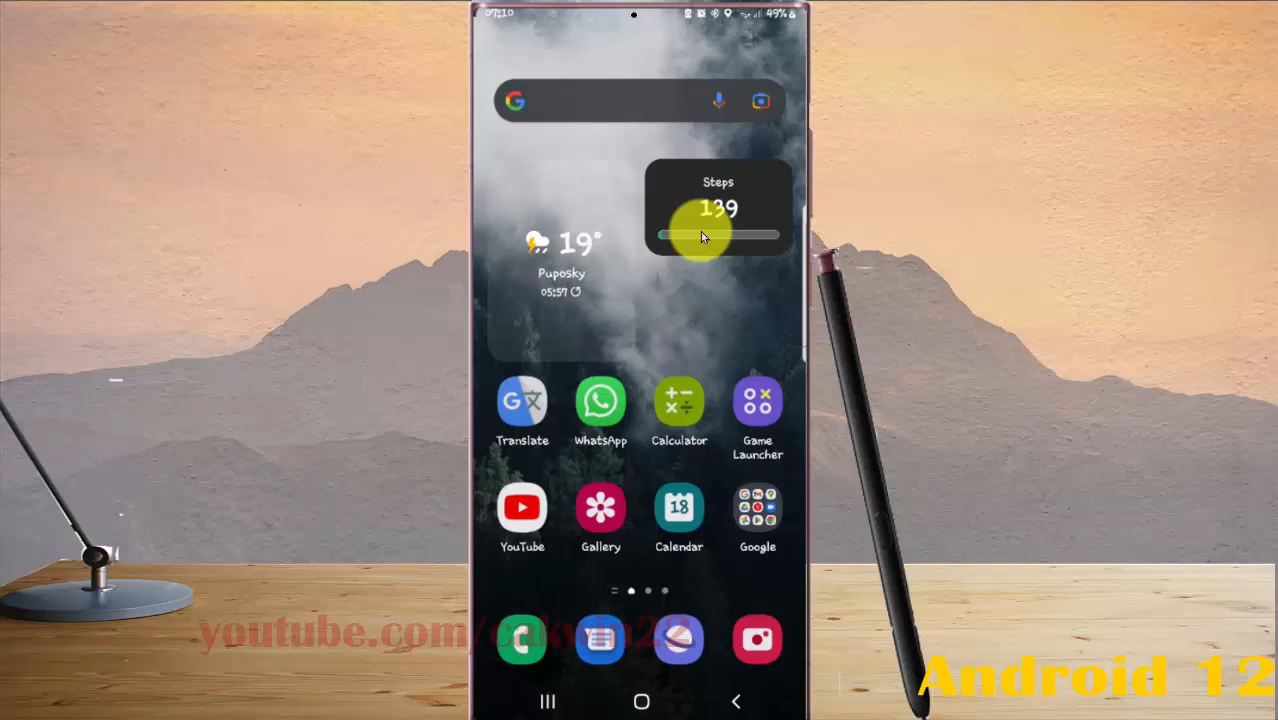 07:10
49%
Steps
139
19°
Puposky
05:57
Translate
WhatsApp
Calculator
Game
Launcher
YouTube
Gallery
18
Calendar
Google
youtube.com/cakwin22
Android 12